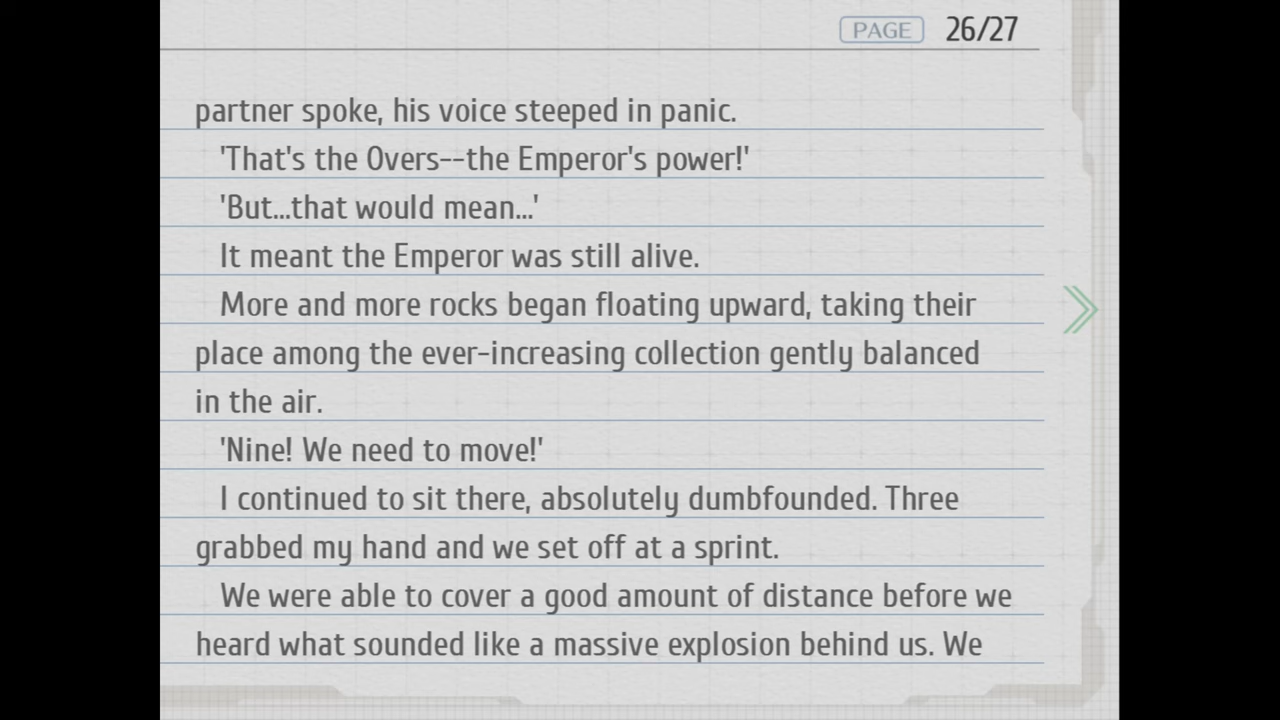 PAGE 26/27
partner spoke, his voice steeped in panic.
'That's the Overs--the Emperor's power!'
'But...that would mean...'
It meant the Emperor was still alive.
More and more rocks began floating upward, taking their
place among the ever-increasing collection gently balanced
in the air.
'Nine! We need to move!'
I continued to sit there, absolutely dumbfounded. Three
grabbed my hand and we set off at a sprint.
We were able to cover a good amount of distance before we
heard what sounded like a massive explosion behind us. We